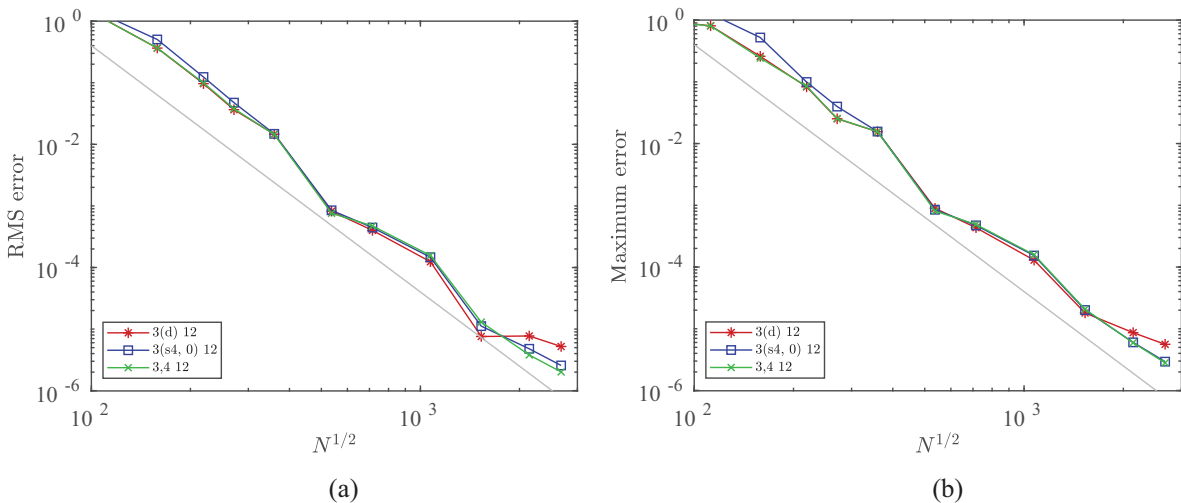 10^0
10^-2
10^-4
10^-6
RMS error
3(d) 12
3(s4, 0) 12
3,4 12
10^2
10^3
N^{1/2}
(a)
10^0
10^-2
10^-4
10^-6
Maximum error
3(d) 12
3(s4, 0) 12
3,4 12
10^2
10^3
N^{1/2}
(b)